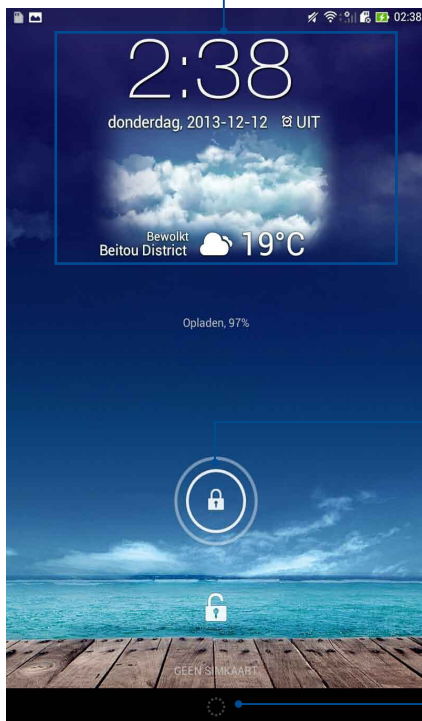 02:38
2:38
donderdag, 2013-12-12 UIT
Bewolkt
Beitou District 19°C
Opladen, 97%
GEEN SIMKAART.